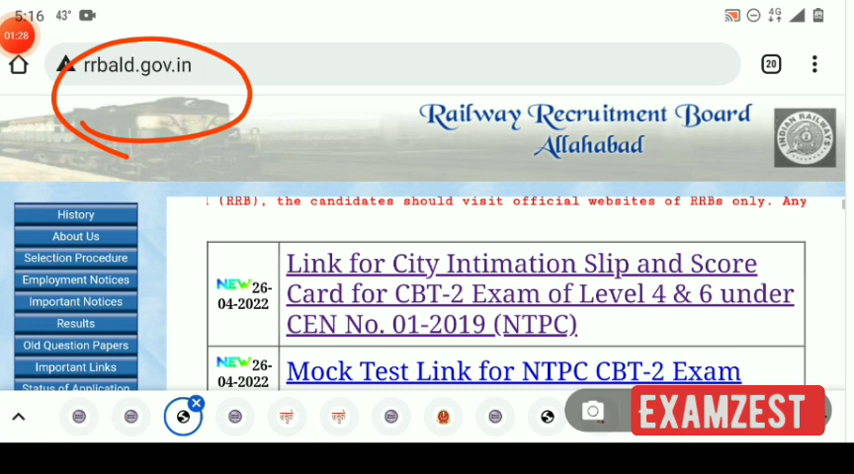 5:16 43°
4G
01:28
rrbald.gov.in
20
Railway Recruitment Board
Allahabad
INDIAN RAILWAYS
(RRB), the candidates should visit official websites of RRBs only. Any
History
About Us
Selection Procedure
Employment Notices
Important Notices
Results
Old Question Papers
Important Links
Status of Application
NEW 26-
04-2022
Link for City Intimation Slip and Score
Card for CBT-2 Exam of Level 4 & 6 under
CEN No. 01-2019 (NTPC)
NEW 26-
04-2022
Mock Test Link for NTPC CBT-2 Exam
EXAMZEST